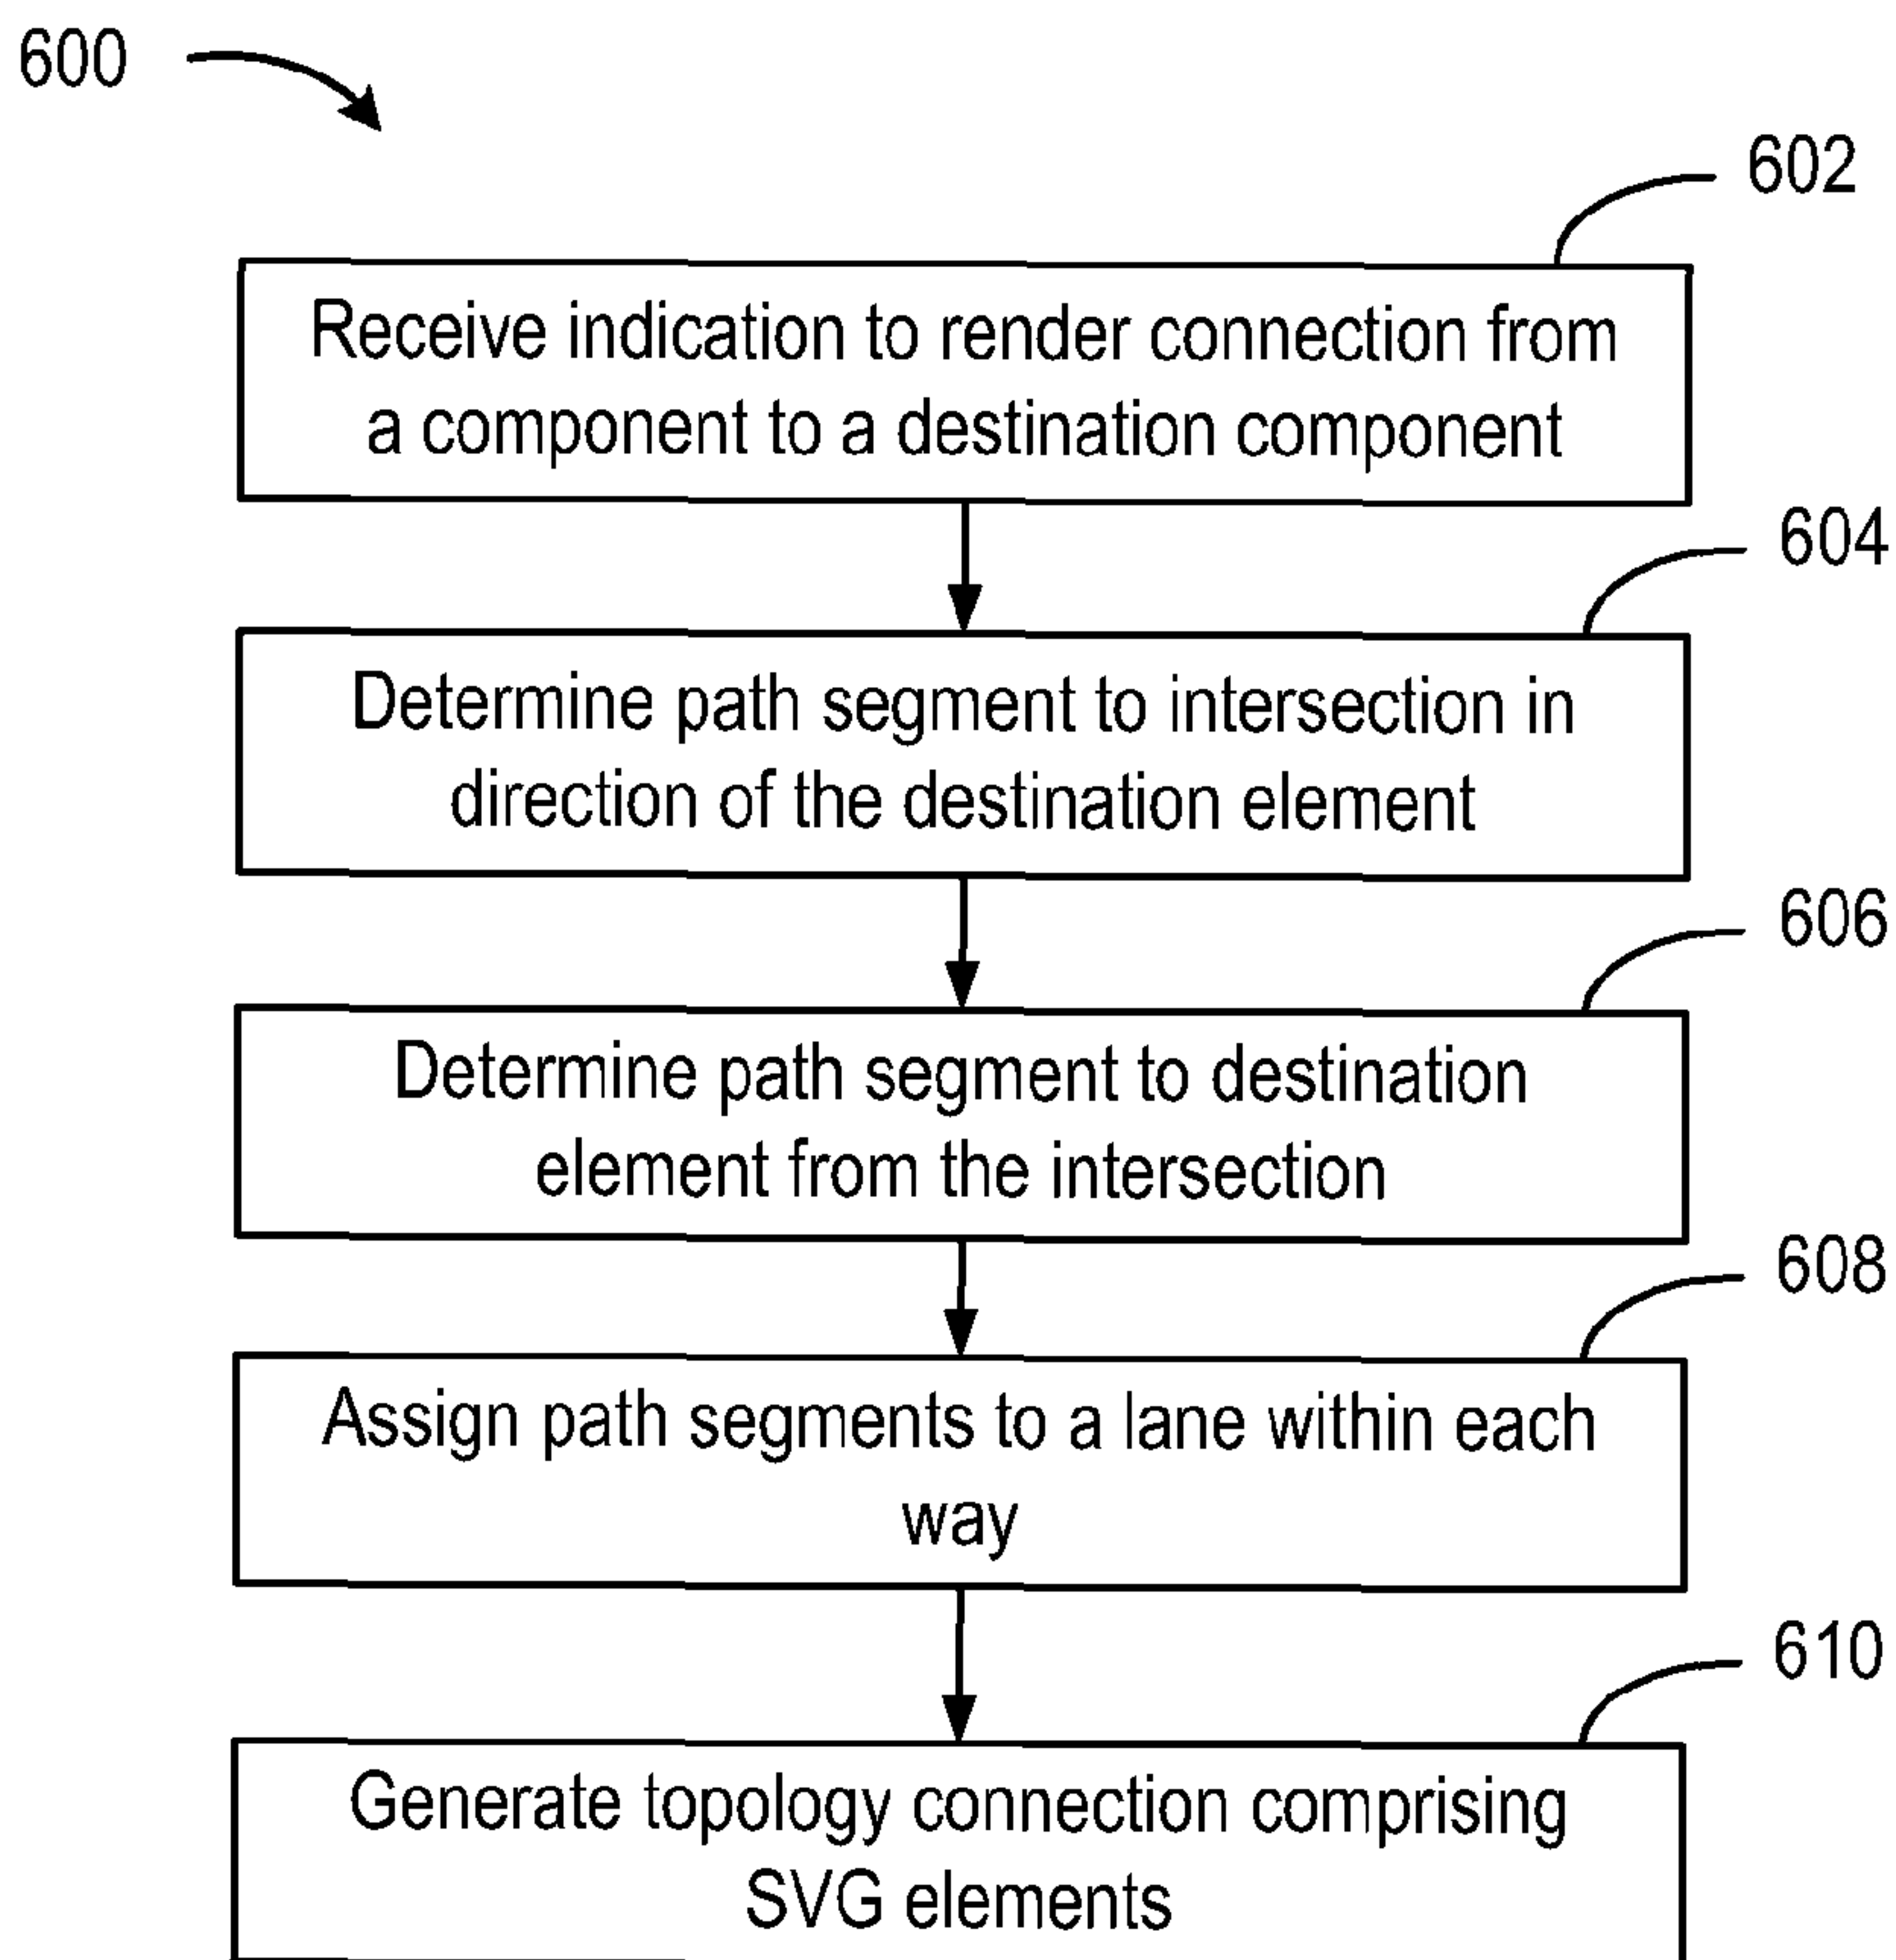 600
602
Receive indication to render connection from
a component to a destination component
604
Determine path segment to intersection in
direction of the destination element
606
Determine path segment to destination
element from the intersection
608
Assign path segments to a lane within each
way
610
Generate topology connection comprising
SVG elements